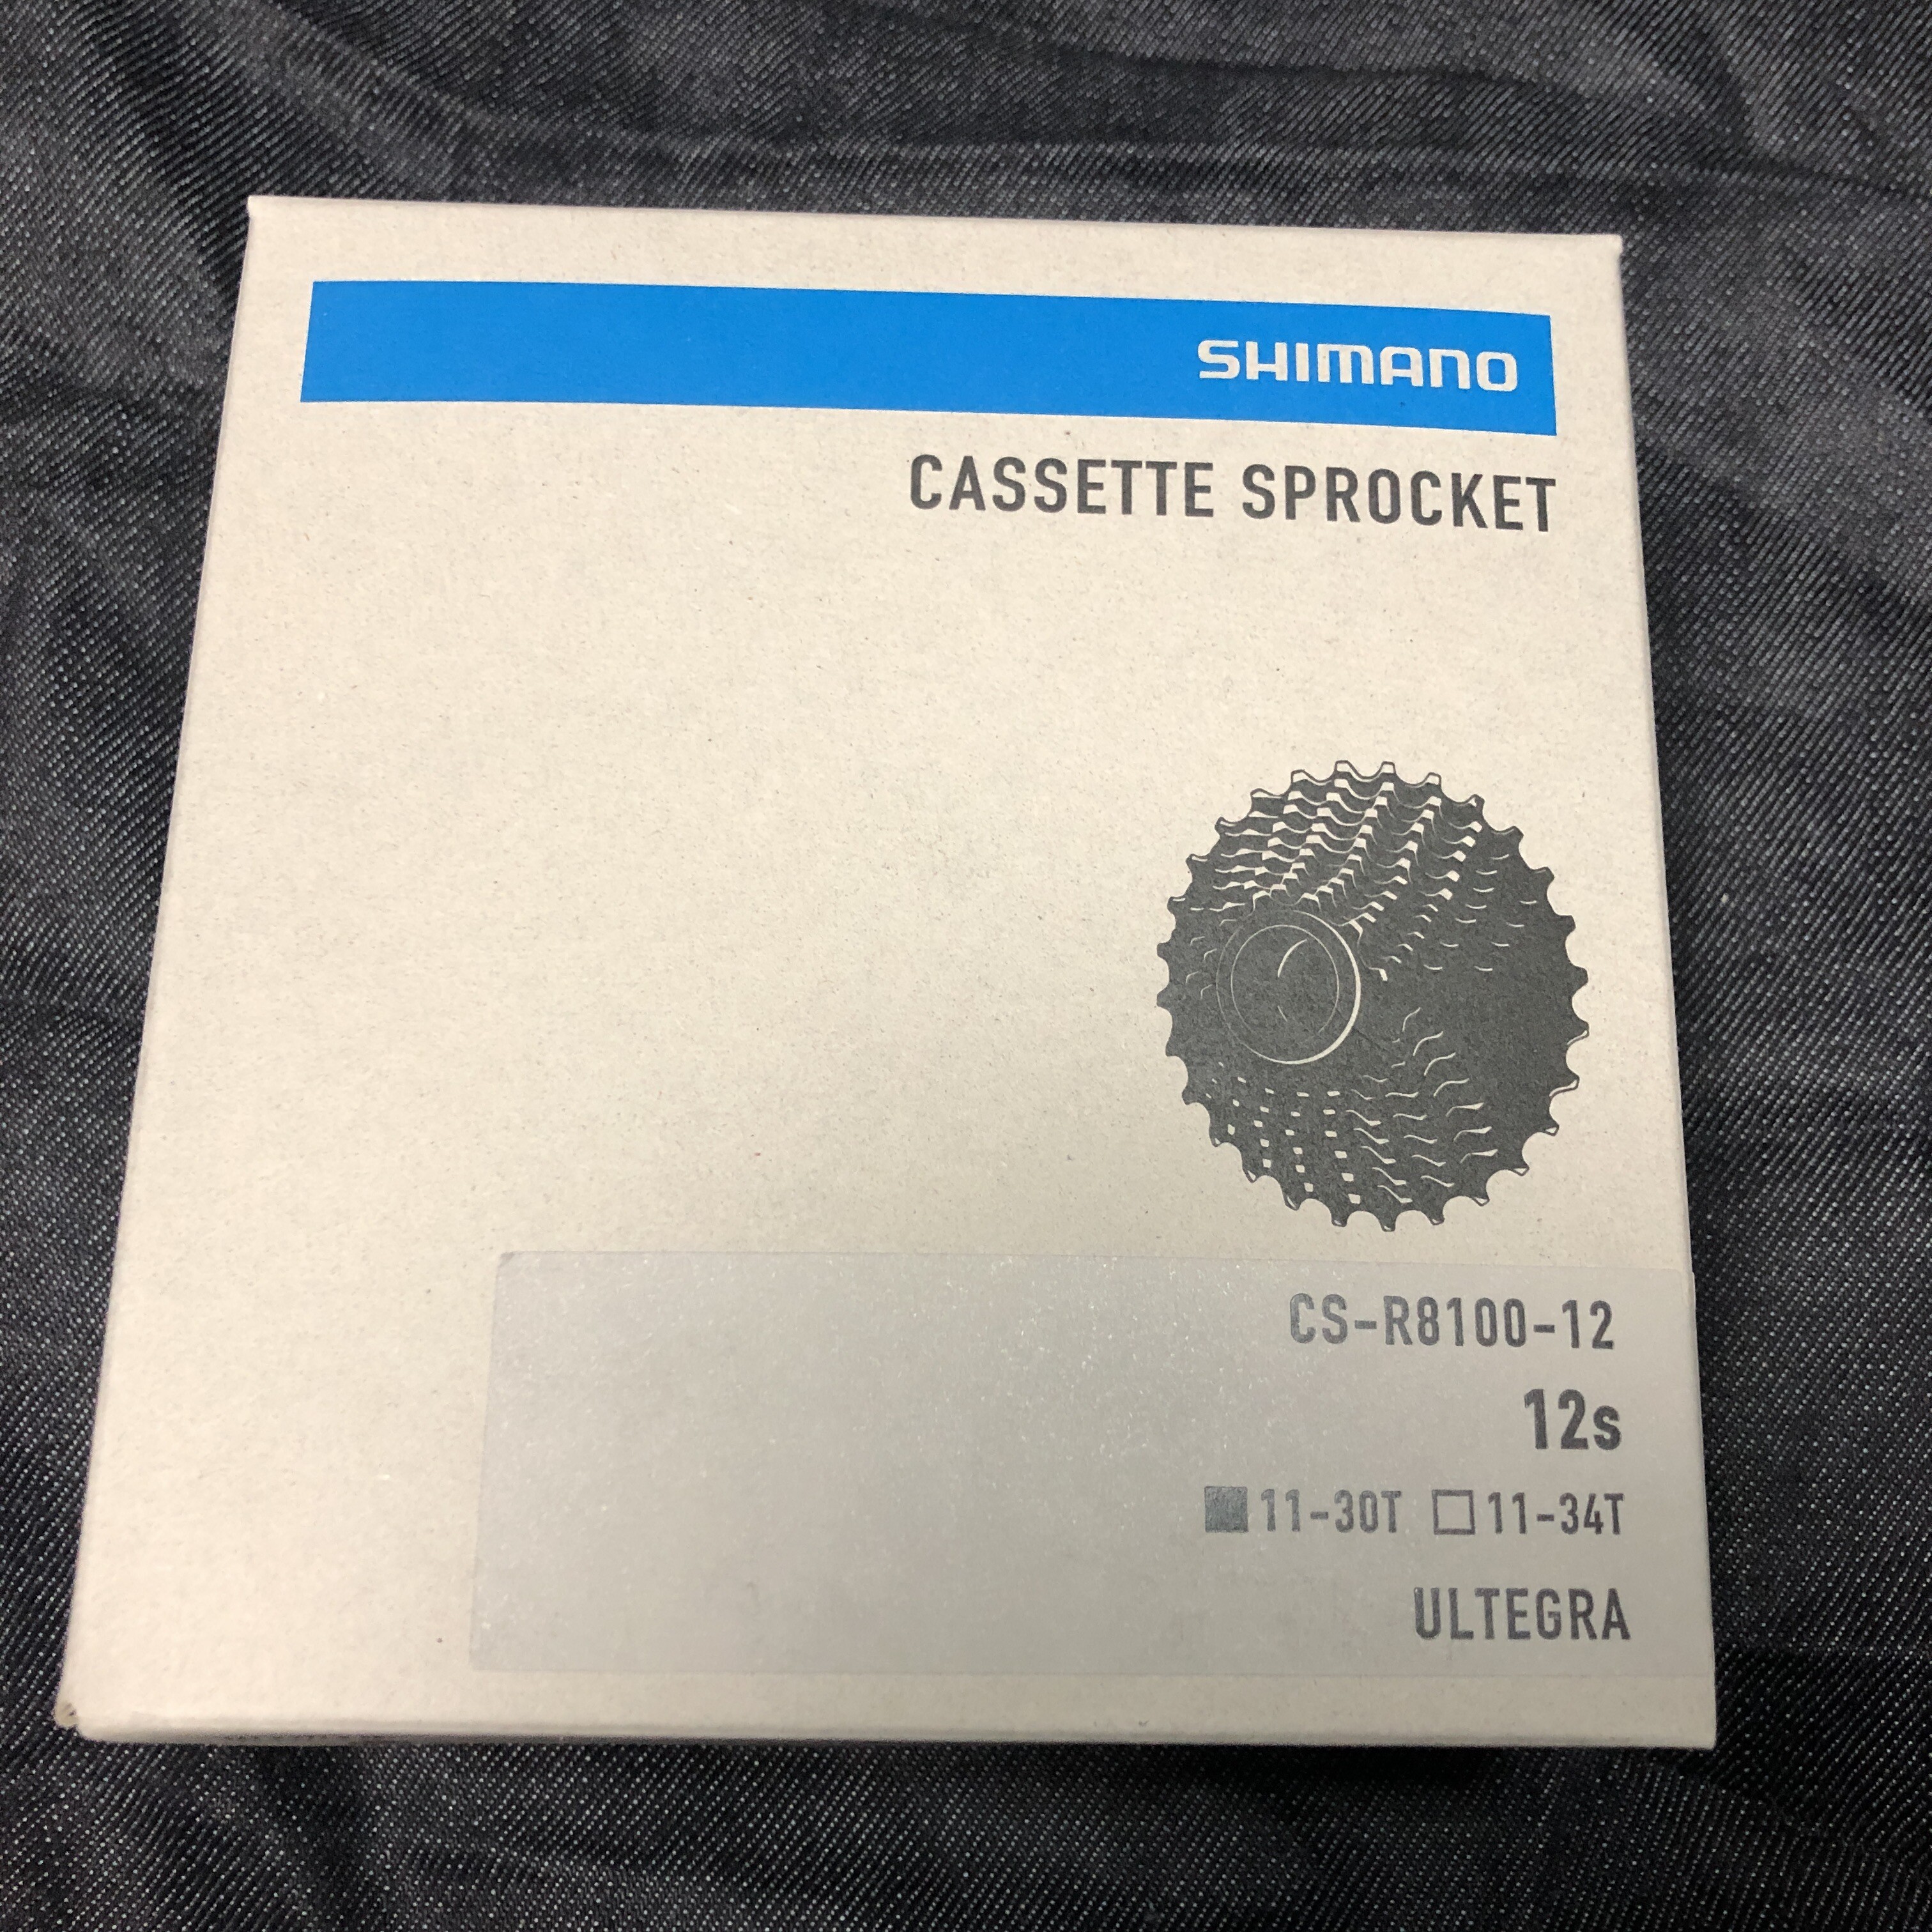 SHIMANO
CASSETTE SPROCKET
CS-R8100-12
12s
■11-30T □11-34T
ULTEGRA